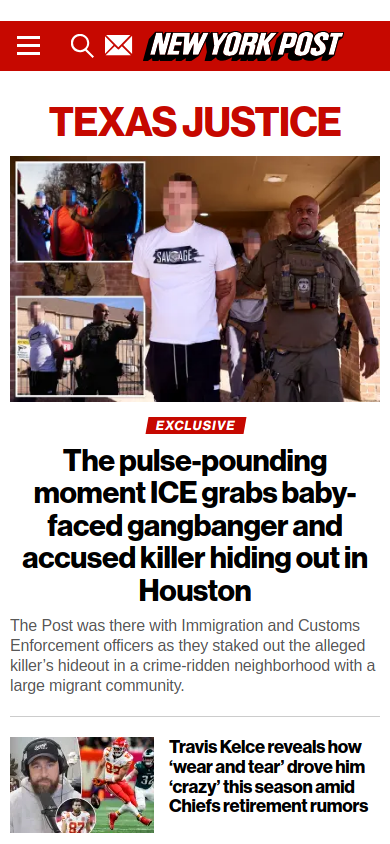 NEW YORK POST
TEXAS JUSTICE
SAVAGE
EXCLUSIVE
The pulse-pounding
moment ICE grabs baby-
faced gangbanger and
accused killer hiding out in
Houston
The Post was there with Immigration and Customs
Enforcement officers as they staked out the alleged
killer’s hideout in a crime-ridden neighborhood with a
large migrant community.
Travis Kelce reveals how
‘wear and tear’ drove him
‘crazy’ this season amid
Chiefs retirement rumors
87